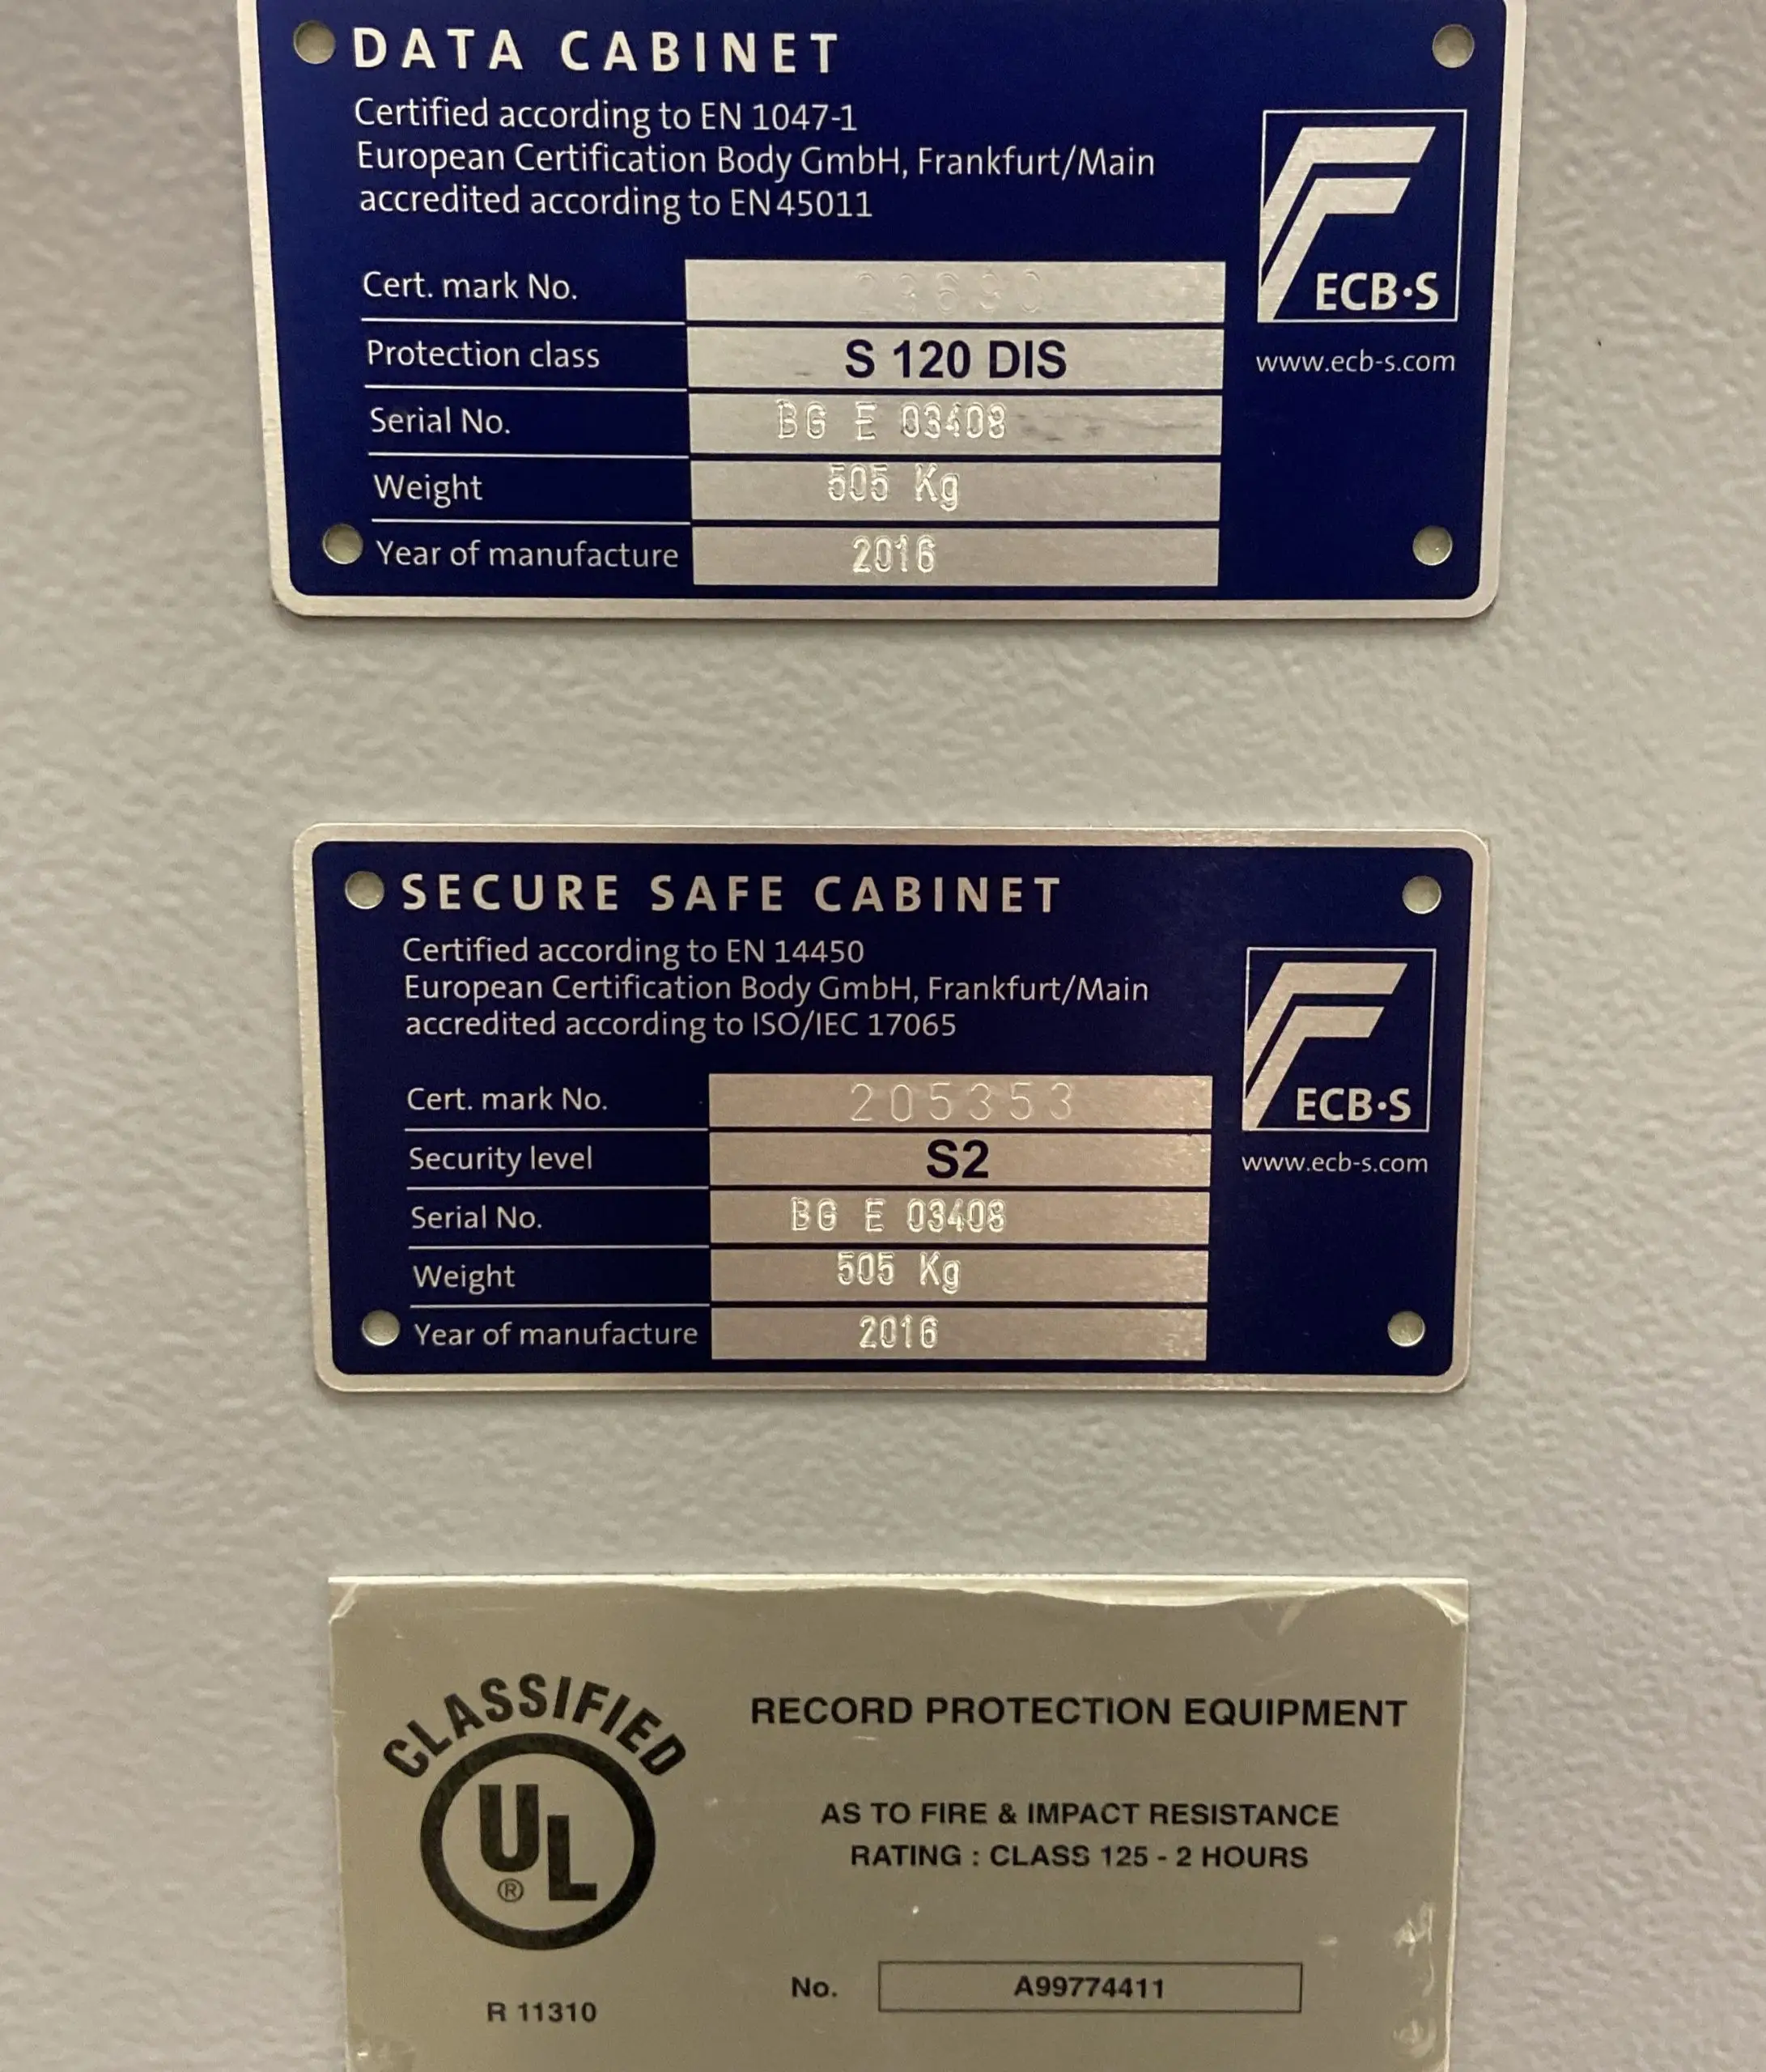 DATA CABINET
Certified according to EN 1047-1
European Certification Body GmbH, Frankfurt/Main
accredited according to EN 45011
ECB·S
www.ecb-s.com
Cert. mark No.
Protection class S 120 DIS
Serial No. BG E 03408
Weight 505 Kg
Year of manufacture 2016
SECURE SAFE CABINET
Certified according to EN 14450
European Certification Body GmbH, Frankfurt/Main
accredited according to ISO/IEC 17065
ECB·S
www.ecb-s.com
Cert. mark No. 205353
Security level S2
Serial No. BG E 03408
Weight 505 Kg
Year of manufacture 2016
CLASSIFIED
UL
®
R 11310
RECORD PROTECTION EQUIPMENT
AS TO FIRE & IMPACT RESISTANCE
RATING : CLASS 125 - 2 HOURS
No. A99774411